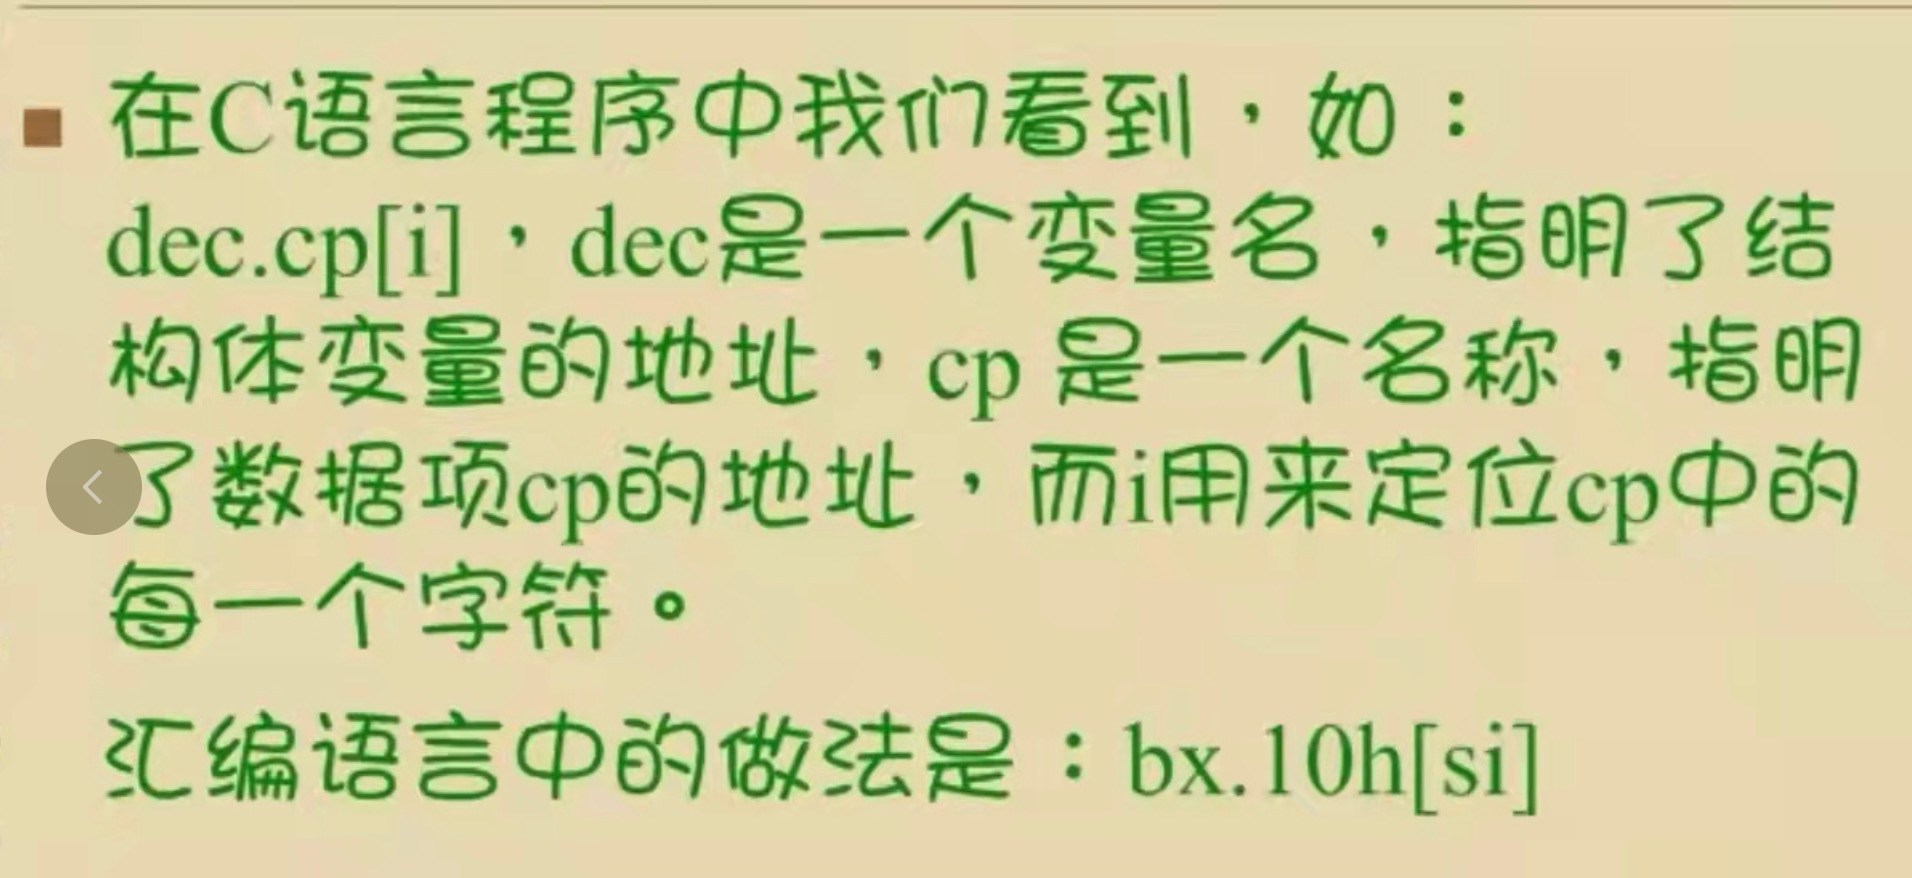 在C语言程序中我们看到，如：
dec.cp[i]，dec是一个变量名，指明了结
构体变量的地址，cp 是一个名称，指明
了数据项cp的地址，而i用来定位cp中的
每一个字符。
汇编语言中的做法是：bx.10h[si]